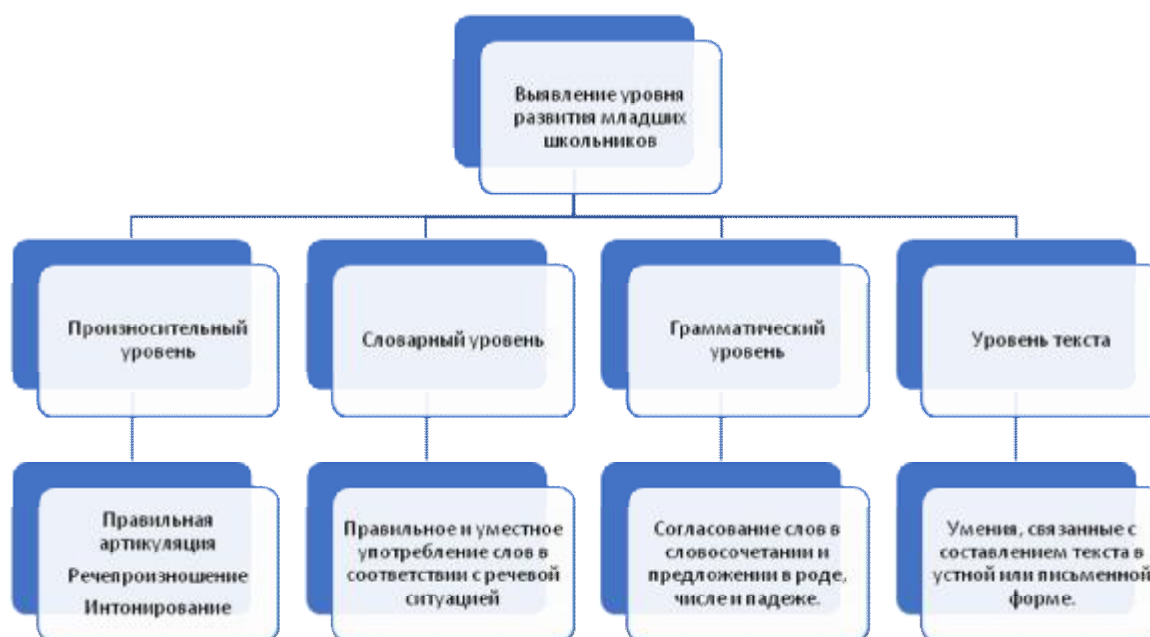 Выявление уровня
развития младших
школьников
Произносительный
уровень
Словарный уровень
Грамматический
уровень
Уровень текста
Правильная
артикуляция
Речепроизношение
Интонирование
Правильное и уместное
употребление слов в
соответствии с речевой
ситуацией
Согласование слов в
словосочетании и
предложении в роде,
числе и падеже.
Умения, связанные с
составлением текста в
устной или письменной
форме.